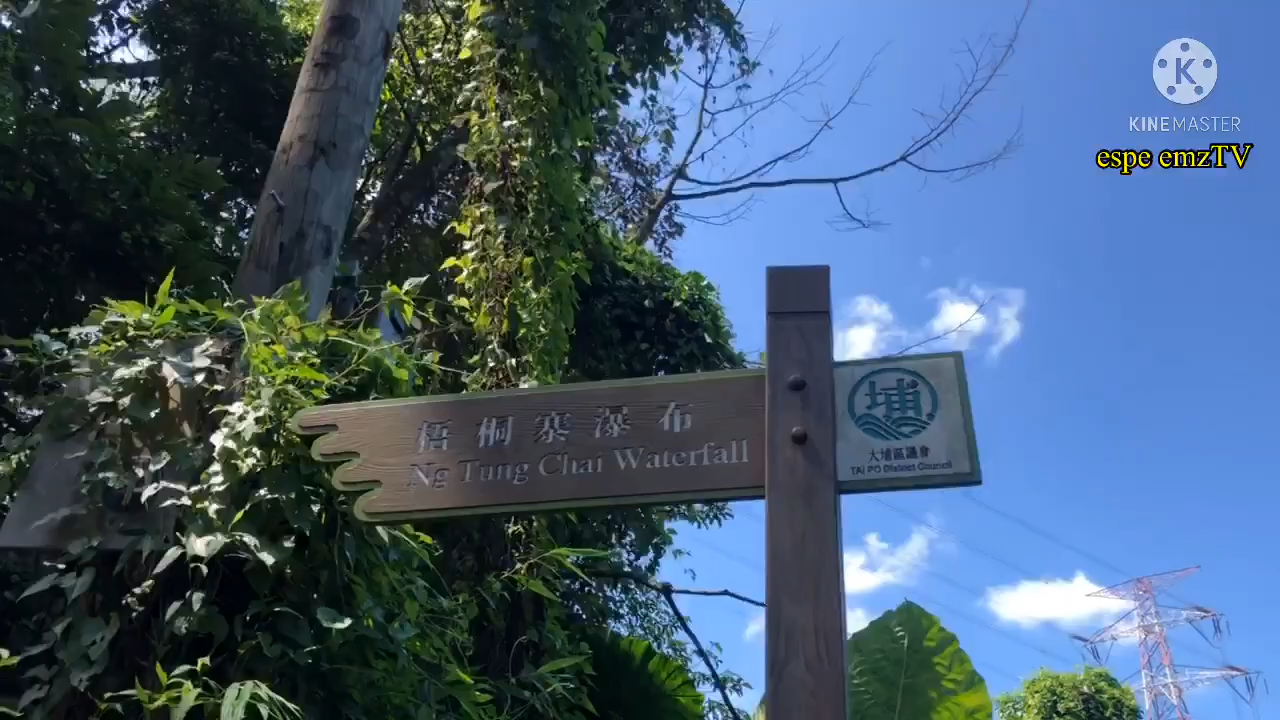 K
KINEMASTER
espe emzTV
梧桐寨瀑布
Ng Tung Chai Waterfall
埔
大埔區議會
TAI PO District Council